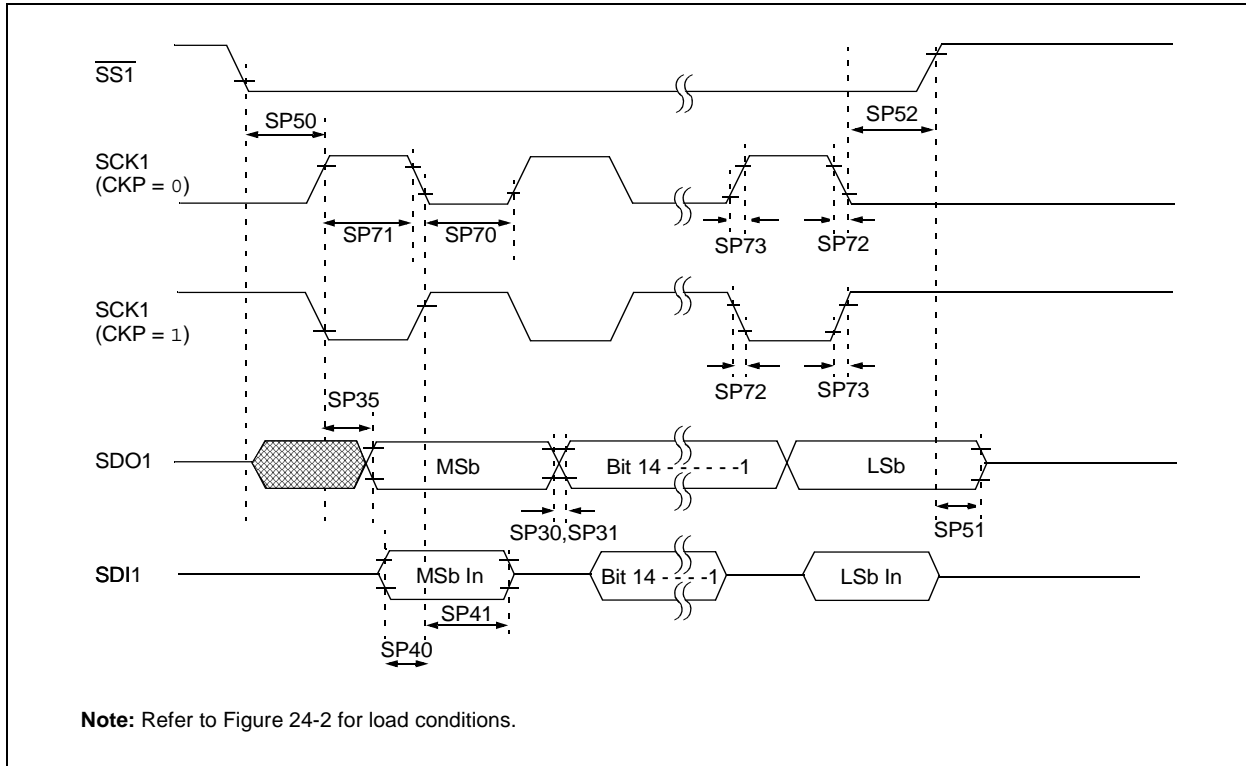 SS1
SP50
SP52
SCK1
(CKP = 0)
SP71
SP70
SP73
SP72
SCK1
(CKP = 1)
SP72
SP73
SP35
SDO1
MSb
Bit 14 - - - - - -1
LSb
SP30,SP31
SP51
SDI1
MSb In
Bit 14 - - - - -1
LSb In
SP41
SP40
Note: Refer to Figure 24-2 for load conditions.